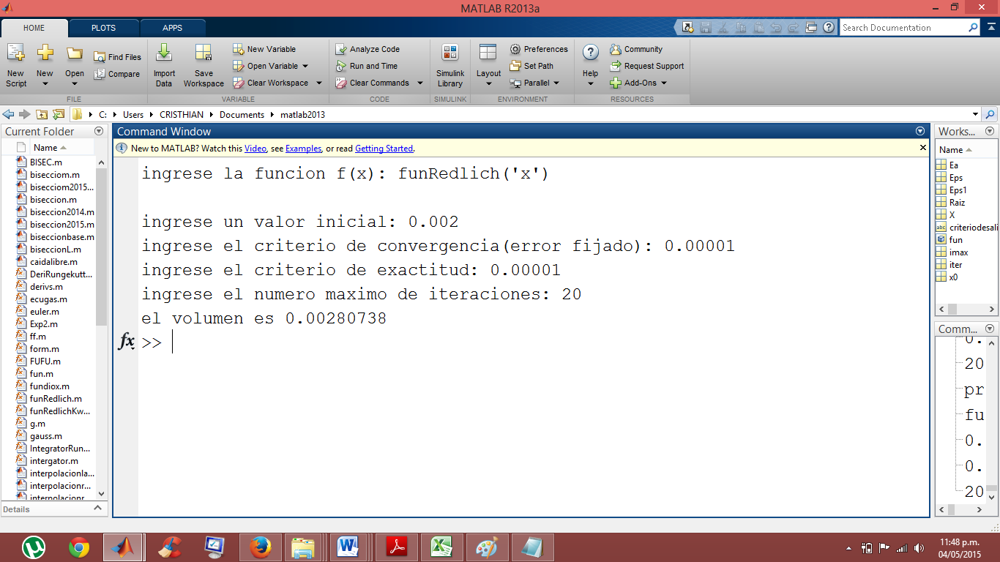 MATLAB R2013a
HOME
PLOTS
APPS
Search Documentation
New Script
New
Open
Find Files
Compare
FILE
Import Data
Save Workspace
New Variable
Open Variable
Clear Workspace
VARIABLE
Analyze Code
Run and Time
Clear Commands
CODE
Simulink Library
SIMULINK
Layout
Preferences
Set Path
Parallel
ENVIRONMENT
Help
Community
Request Support
Add-Ons
RESOURCES
C: Users CRISTHIAN Documents matlab2013
Current Folder
Name
BISEC.m
bisecciom.m
bisecciom2015...
biseccion.m
biseccion2014.m
biseccion2015.m
biseccionbase.m
biseccionL.m
caidalibre.m
DeriRungekutt...
derivs.m
ecugas.m
euler.m
Exp2.m
ff.m
form.m
FUFU.m
fun.m
fundiox.m
funRedlich.m
funRedlichKw...
g.m
gauss.m
IntegratorRun...
intergator.m
interpolacionla...
interpolacionr...
interpolacionr
Details
Command Window
New to MATLAB? Watch this Video, see Examples, or read Getting Started.
ingrese la funcion f(x): funRedlich('x')
ingrese un valor inicial: 0.002
ingrese el criterio de convergencia(error fijado): 0.00001
ingrese el criterio de exactitud: 0.00001
ingrese el numero maximo de iteraciones: 20
el volumen es 0.00280738
fx >>
Works...
Name
Ea
Eps
Eps1
Raiz
X
abc criteriodesali
fun
imax
iter
x0
Comm...
0.
20
pr
fu
0.
0.
20
11:48 p.m.
04/05/2015